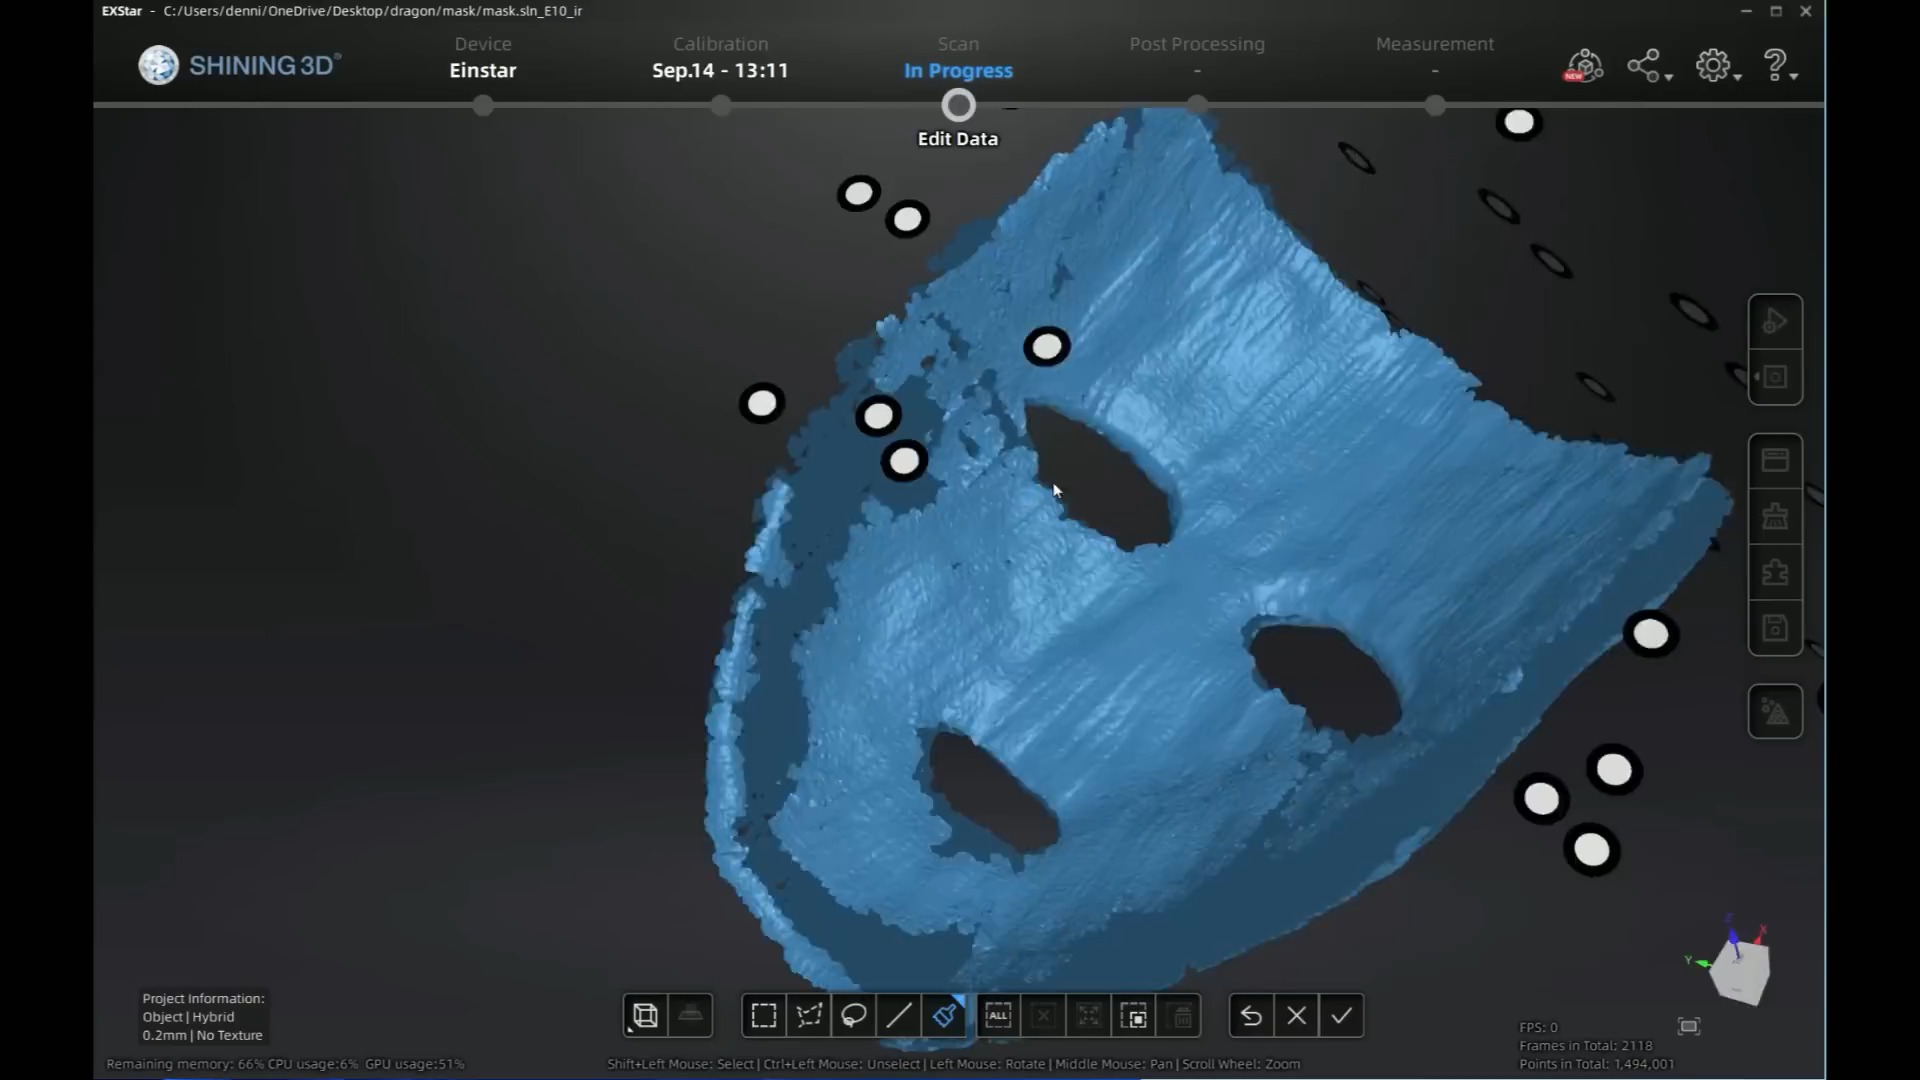 EXStar - C:/Users/denni/OneDrive/Desktop/dragon/mask/mask.sln_E10_ir
SHINING 3D®
Device
Einstar
Calibration
Sep.14 - 13:11
Scan
In Progress
Post Processing
-
Measurement
-
NEW
Edit Data
Z
X
Y
ALL
Project Information:
Object | Hybrid
0.2mm | No Texture
FPS: 0
Frames in Total: 2118
Points in Total: 1,494,001
Remaining memory: 66% CPU usage:6% GPU usage:51%
Shift+Left Mouse: Select | Ctrl+Left Mouse: Unselect | Left Mouse: Rotate | Middle Mouse: Pan | Scroll Wheel: Zoom